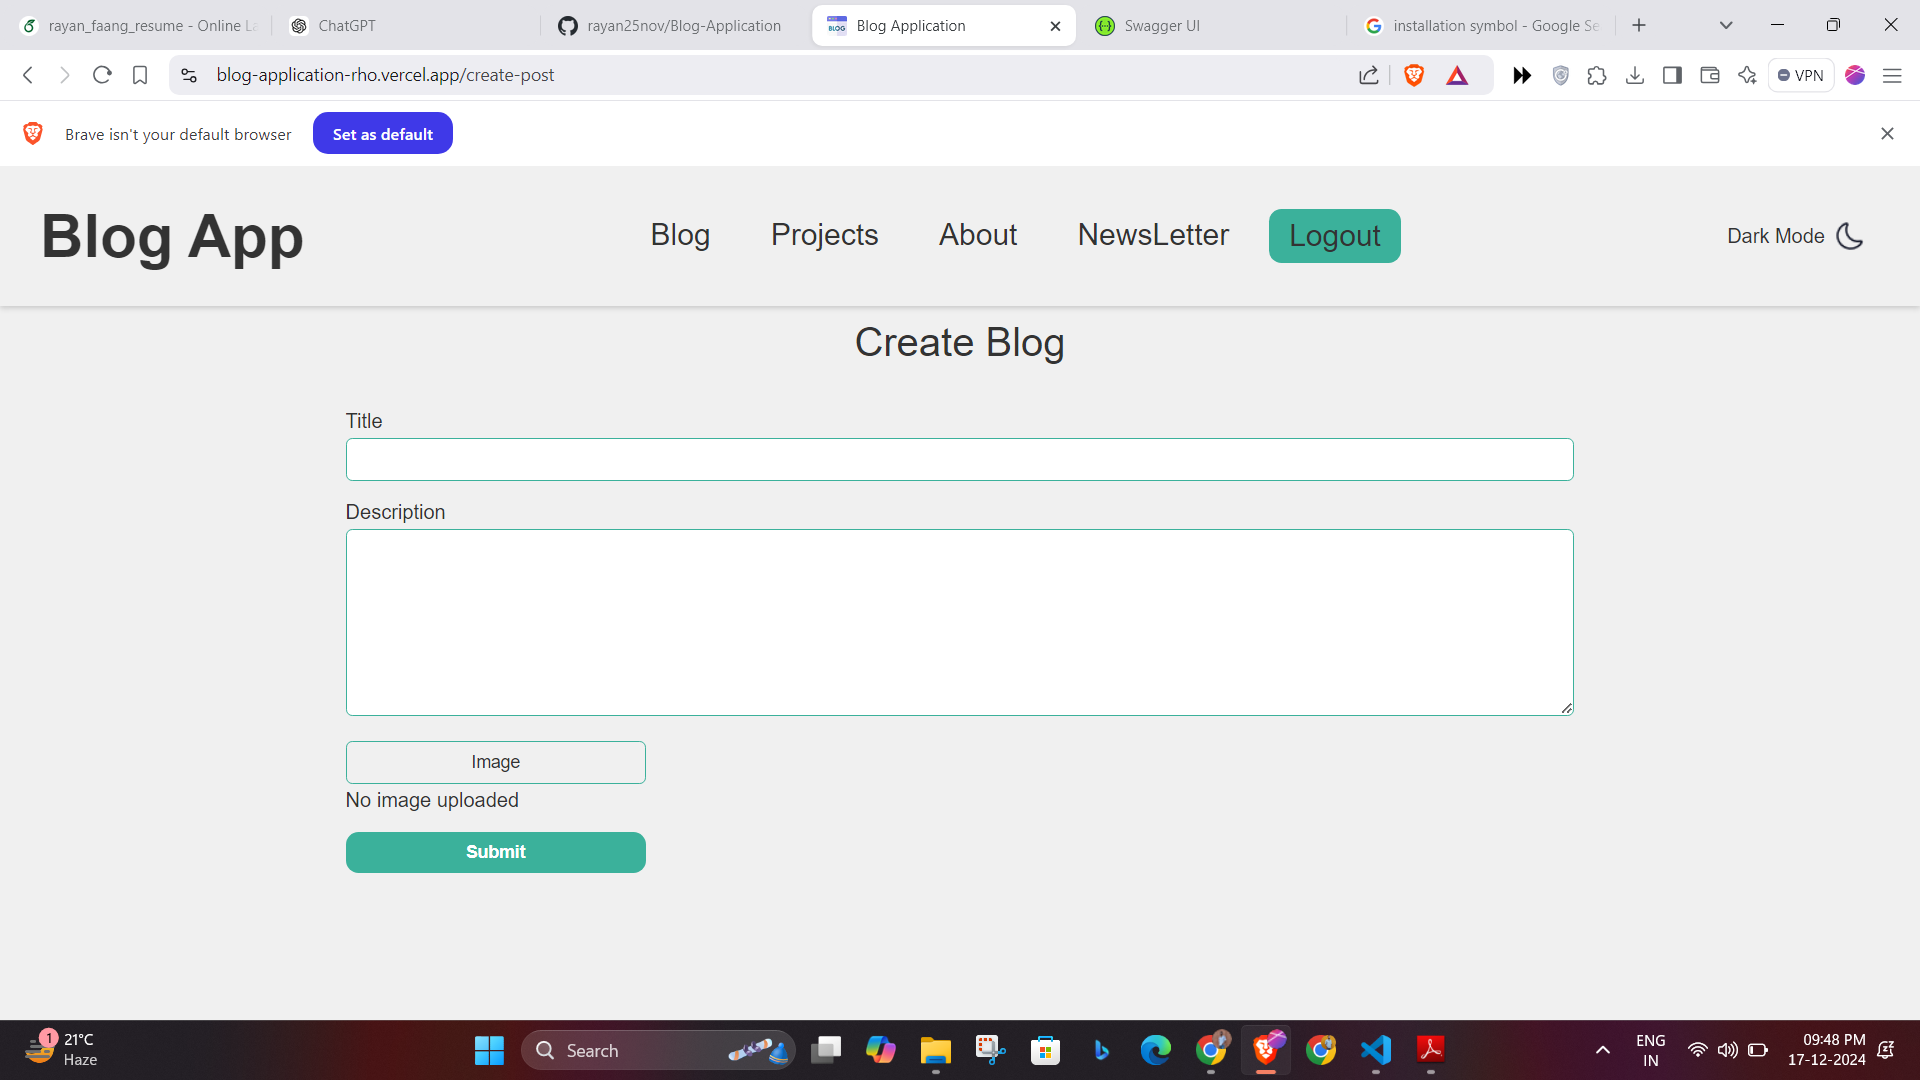 rayan_faang_resume - Online La
ChatGPT
rayan25nov/Blog-Application
Blog Application
Swagger UI
installation symbol - Google Se
blog-application-rho.vercel.app/create-post
VPN
Brave isn't your default browser
Set as default
Blog App
Blog
Projects
About
NewsLetter
Logout
Dark Mode
Create Blog
Title
Description
Image
No image uploaded
Submit
1
21°C
Haze
Search
ENG
IN
09:48 PM
17-12-2024